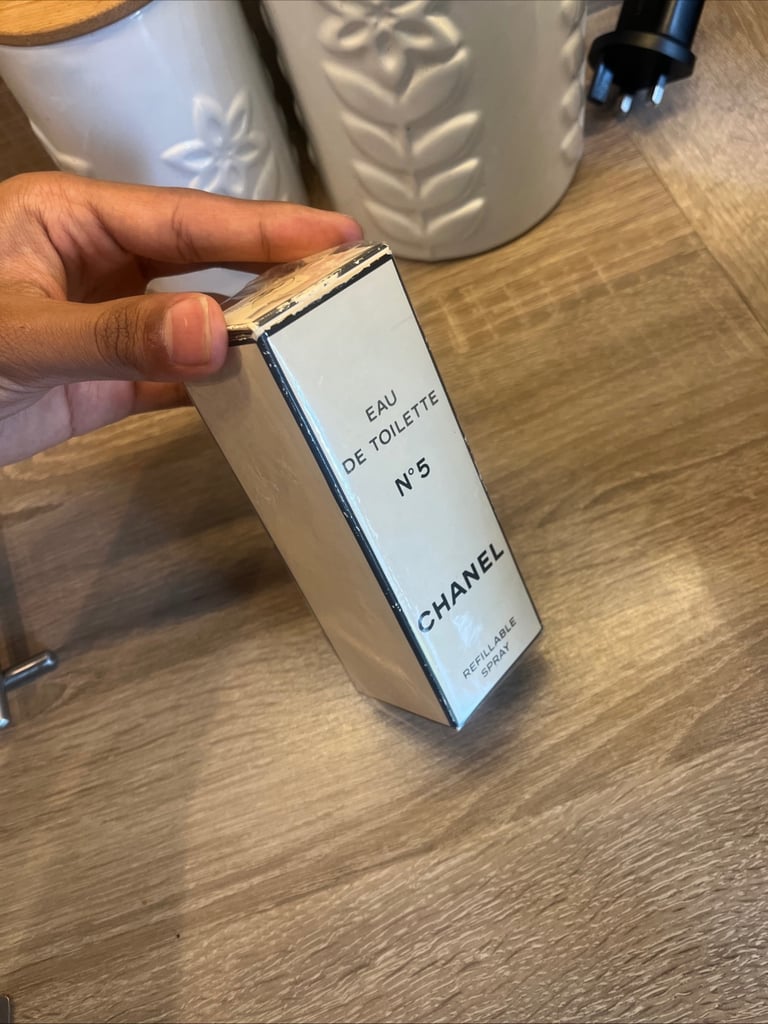 EAU
DE TOILETTE
N°5
CHANEL
REFILLABLE
SPRAY